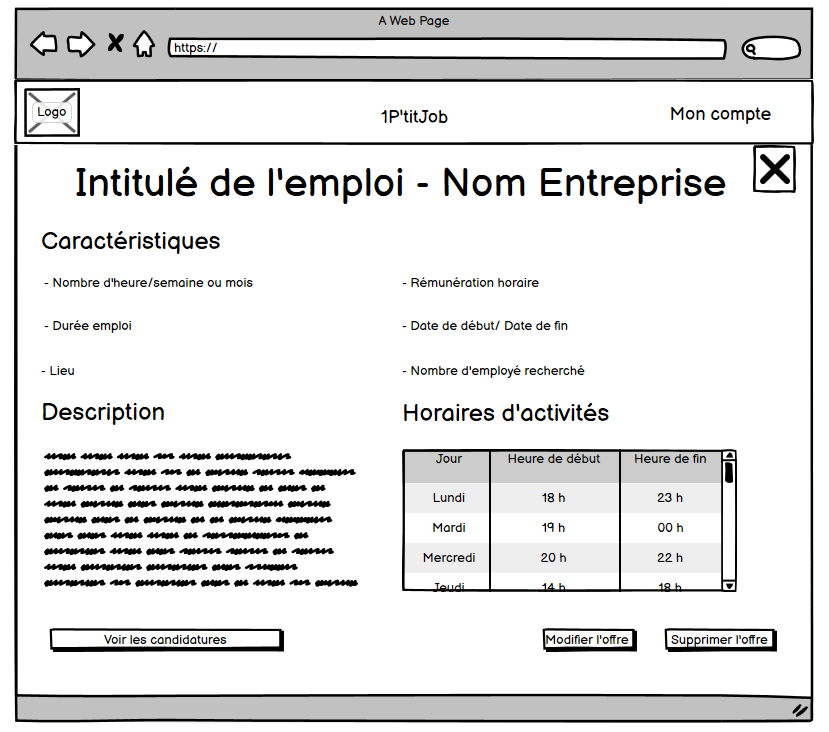 A Web Page
https://
Logo
1P'titJob
Mon compte
Intitulé de l'emploi - Nom Entreprise
Caractéristiques
- Nombre d'heure/semaine ou mois
- Rémunération horaire
- Durée emploi
- Date de début/ Date de fin
- Lieu
- Nombre d'employé recherché
Description
Horaires d'activités
Jour Heure de début Heure de fin
Lundi 18 h 23 h
Mardi 19 h 00 h
Mercredi 20 h 22 h
Jeudi 14 h 18 h
Voir les candidatures
Modifier l'offre
Supprimer l'offre